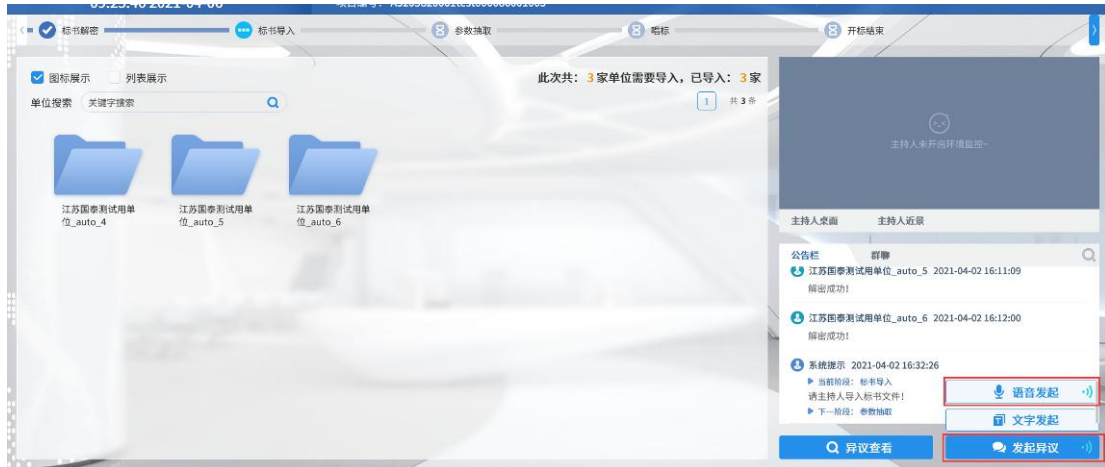 标书解密
标书导入
参数抽取
唱标
开标结束
图标展示
列表展示
此次共：3家单位需要导入，已导入：3家
单位搜索
关键字搜索
1
共3条
江苏国泰测试用单
位_auto_4
江苏国泰测试用单
位_auto_5
江苏国泰测试用单
位_auto_6
主持人未开启环境监控~
主持人桌面
主持人近景
公告栏
群聊
江苏国泰测试用单位_auto_5 2021-04-02 16:11:09
解密成功！
江苏国泰测试用单位_auto_6 2021-04-02 16:12:00
解密成功！
系统提示 2021-04-02 16:32:26
当前阶段：标书导入
请主持人导入标书文件！
下一阶段：参数抽取
语音发起
文字发起
异议查看
发起异议